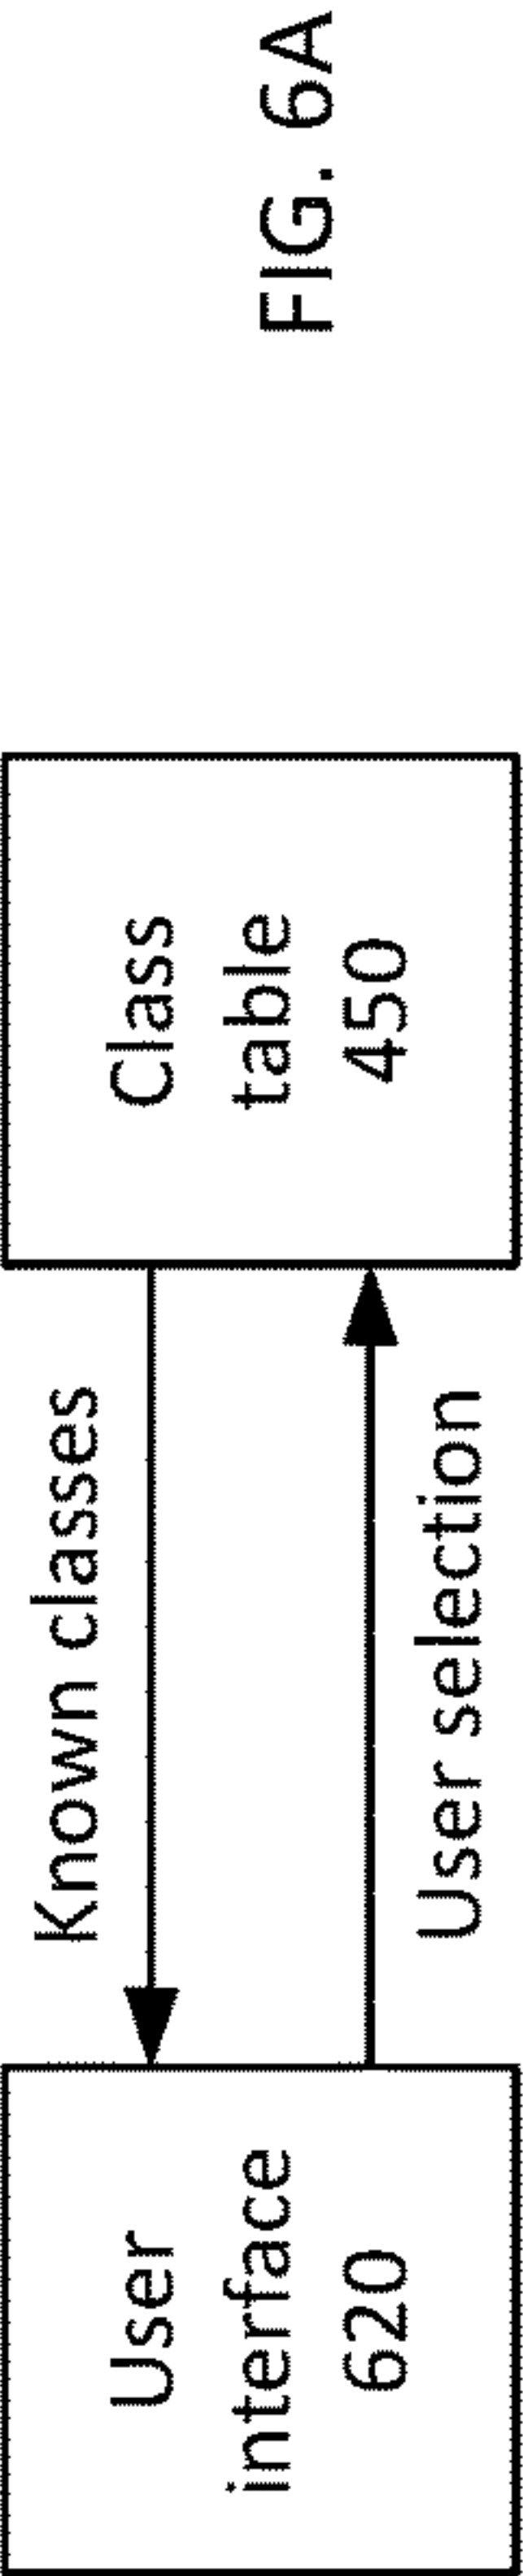 User
interface
620
Known classes
User selection
Class
table
450
FIG. 6A